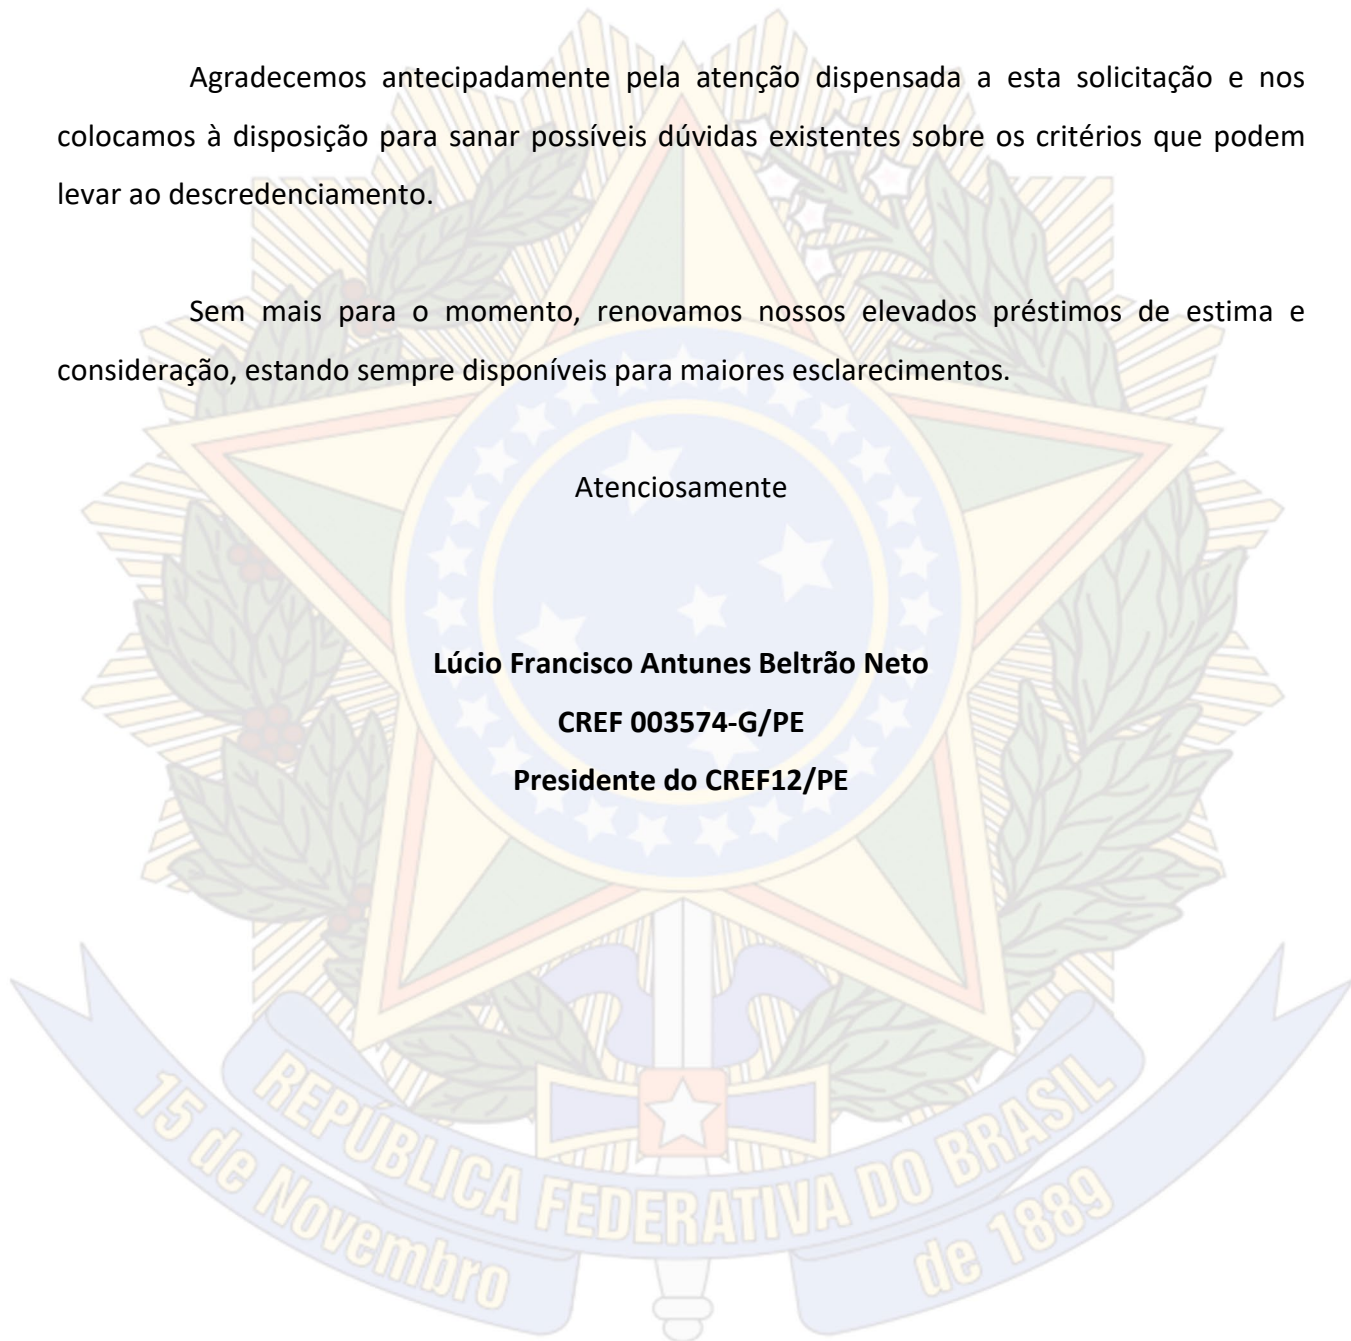 Agradecemos antecipadamente pela atenção dispensada a esta solicitação e nos
colocamos à disposição para sanar possíveis dúvidas existentes sobre os critérios que podem
levar ao descredenciamento.
Sem mais para o momento, renovamos nossos elevados préstimos de estima e
consideração, estando sempre disponíveis para maiores esclarecimentos.
Atenciosamente
Lúcio Francisco Antunes Beltrão Neto
CREF 003574-G/PE
Presidente do CREF12/PE
REPÚBLICA FEDERATIVA DO BRASIL
15 de Novembro
de 1889